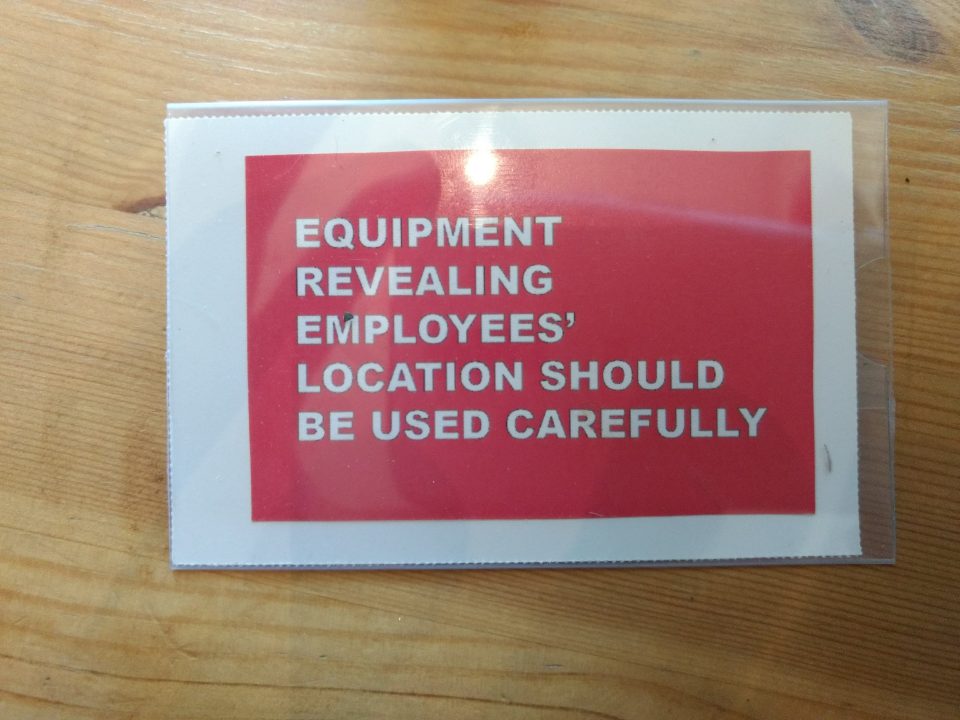 EQUIPMENT
REVEALING
EMPLOYEES’
LOCATION SHOULD
BE USED CAREFULLY